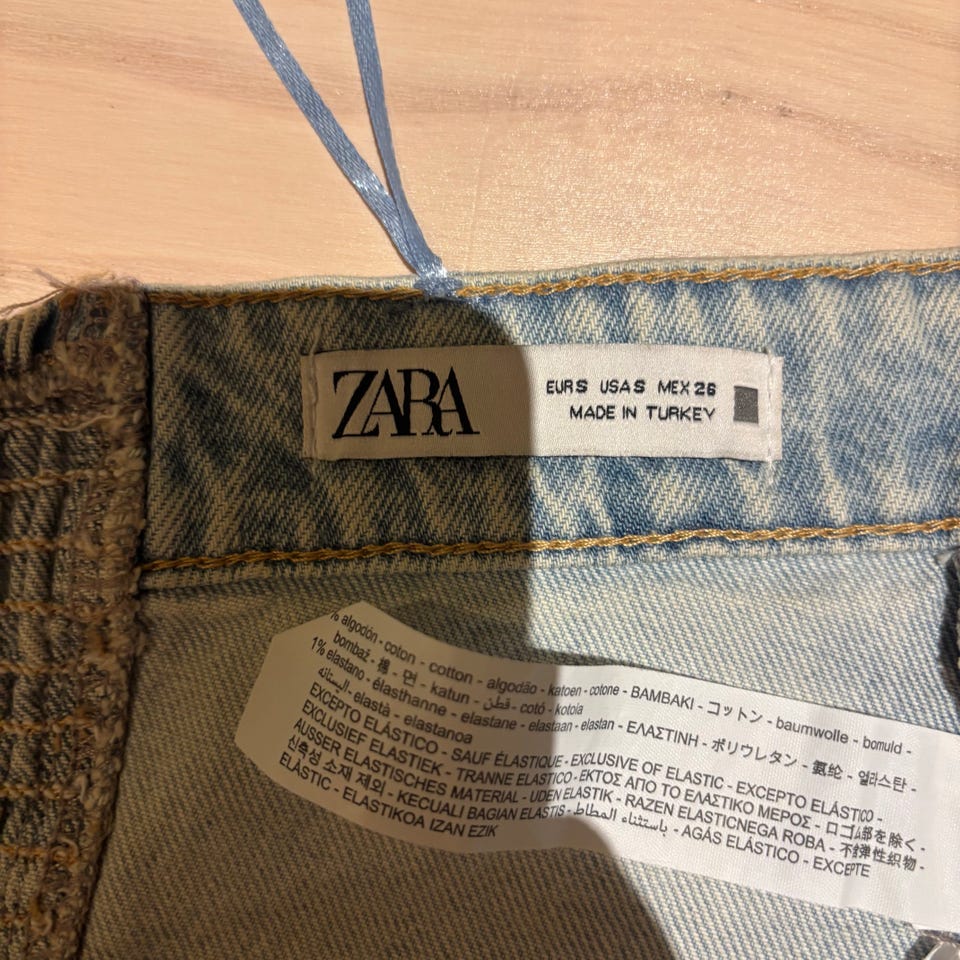 ZARA
EUR S USA S MEX 26
MADE IN TURKEY
% algodón - coton - cotton - algodão - katoen - cotone - BAMBAKI - コットン - baumwolle - bomuld -
bombaž - 棉 - 면 - katun - قطن - cotó - kotoia
1% elastano - élasthanne - elastane - elastaan - elastan - ΕΛΑΣΤΙΝΗ - ポリウレタン - 氨纶 - 엘라스탄 -
الیستانه - elastà - elastanoa
EXCEPTO ELÁSTICO - SAUF ÉLASTIQUE - EXCLUSIVE OF ELASTIC - EXCEPTO ELÁSTICO -
EXCLUSIEF ELASTIEK - TRANNE ELASTICO - ΕΚΤΟΣ ΑΠΟ ΤΟ ΕΛΑΣΤΙΚΟ ΜΕΡΟΣ - ロゴム部を除く -
AUSSER ELASTISCHES MATERIAL - UDEN ELASTIK - RAZEN ELASTICNEGA ROBA - 不含弹性织物 -
신축성 소재 제외 - KECUALI BAGIAN ELASTIS - باستثناء المطاط - AGÁS ELÁSTICO - EXCEPTE
ELÀSTIC - ELASTIKOA IZAN EZIK